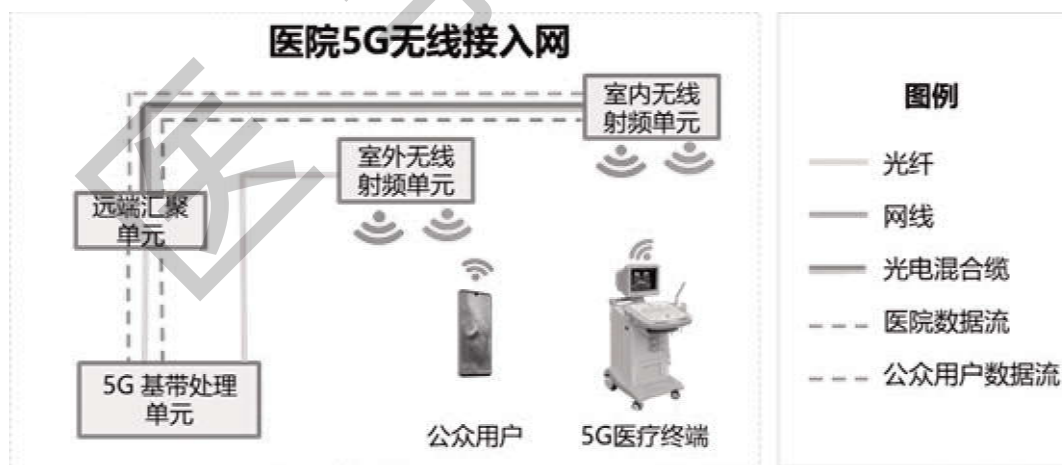 医院5G无线接入网
室内无线
射频单元
室外无线
射频单元
远端汇聚
单元
5G 基带处理
单元
公众用户
5G医疗终端
图例
光纤
网线
光电混合缆
医院数据流
公众用户数据流
医